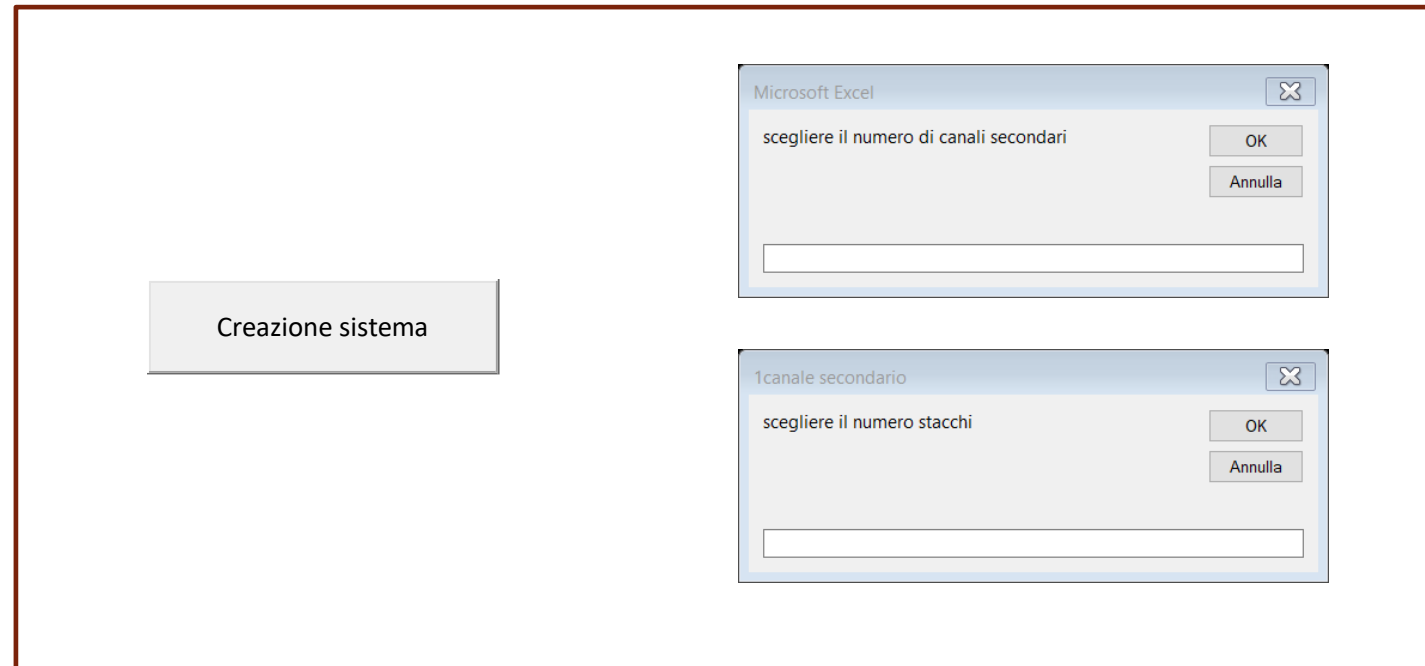 Microsoft Excel
scegliere il numero di canali secondari
OK
Annulla
Creazione sistema
1canale secondario
scegliere il numero stacchi
OK
Annulla